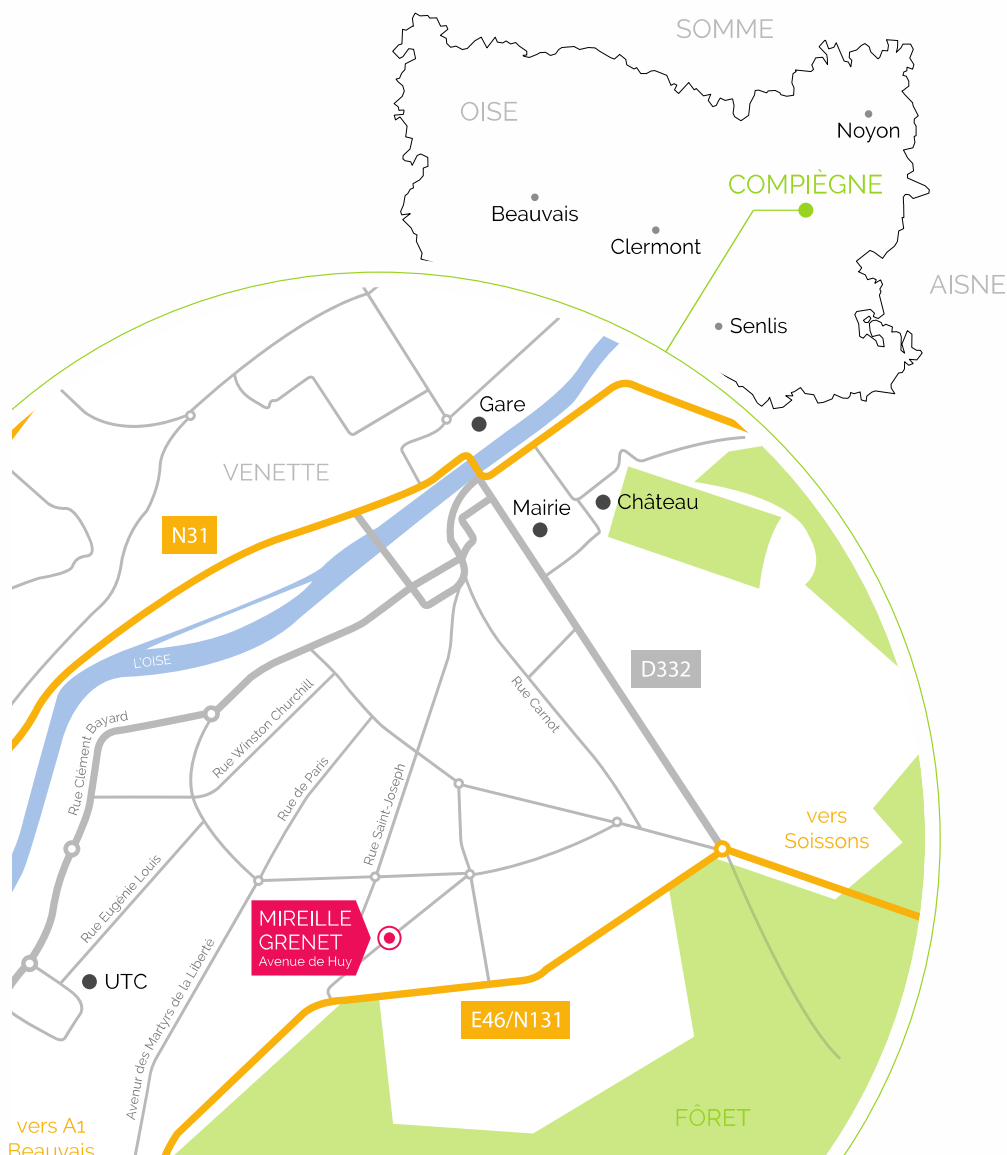 SOMME
OISE
Noyon
COMPIÈGNE
Beauvais
Clermont
AISNE
Senlis
Gare
VENETTE
Mairie
Château
N31
L'OISE
D332
Rue Clément Bayard
Rue Winston Churchill
Rue Carnot
Rue de Paris
Rue Saint-Joseph
vers
Soissons
Rue Eugénie Louis
MIREILLE
GRENET
Avenue de Huy
UTC
Avenur des Martyrs de la Liberté
E46/N131
FÔRET
vers A1
Beauvais